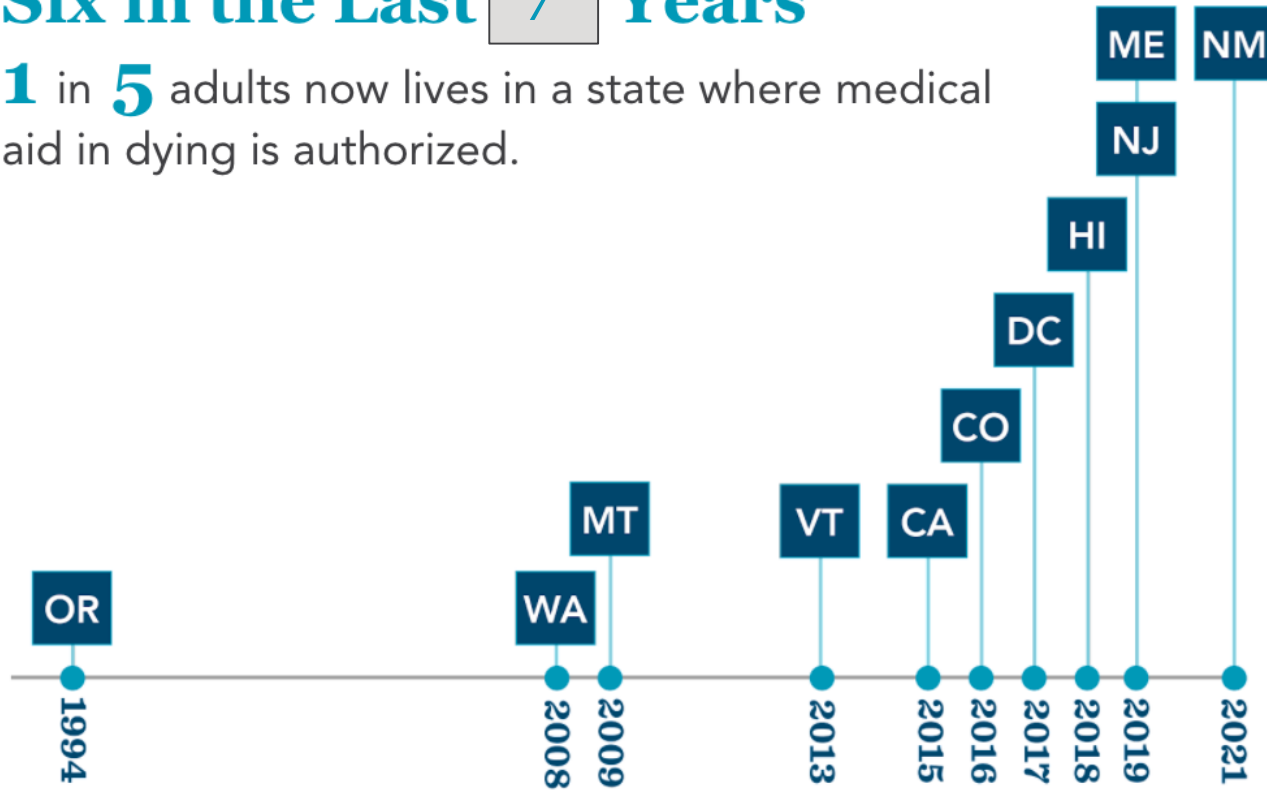 Six in the Last 7 Years
1 in 5 adults now lives in a state where medical
aid in dying is authorized.
ME NM
NJ
HI
DC
CO
MT VT CA
OR WA
1994 2008 2009 2013 2015 2016 2017 2018 2019 2021